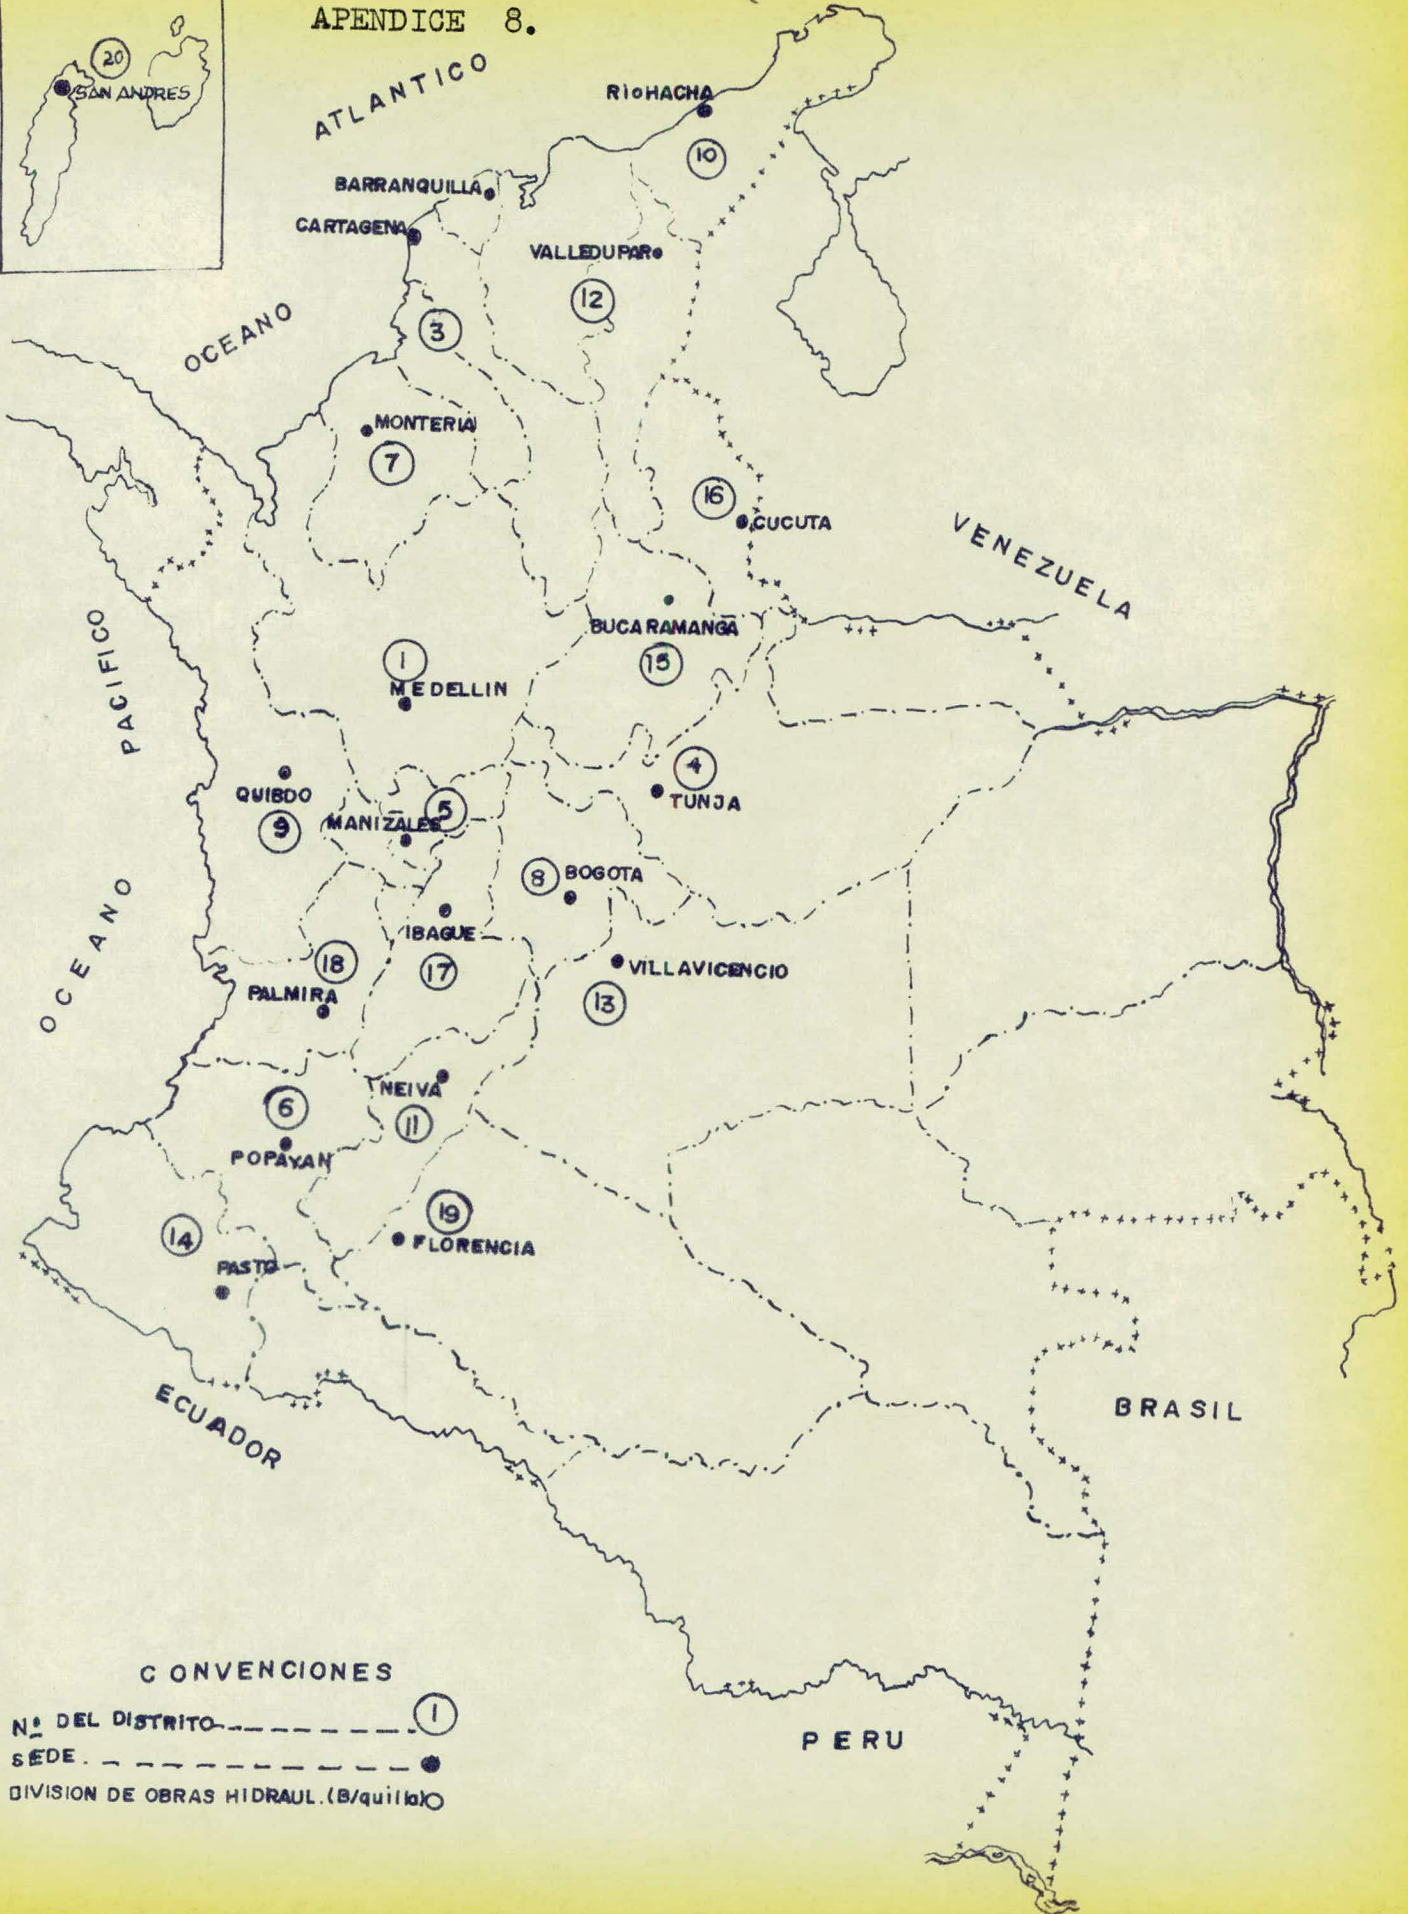 APENDICE 8.
20
SAN ANDRES
ATLANTICO
RIOHACHA
10
BARRANQUILLA
CARTAGENA
VALLEDUPAR
12
OCEANO
3
MONTERIA
7
16
CUCUTA
VENEZUELA
BUCARAMANGA
15
PACIFICO
1
MEDELLIN
QUIBDO
9
MANIZALES
5
4
TUNJA
8
BOGOTA
OCEANO
IBAGUE
17
18
PALMIRA
VILLAVICENCIO
13
NEIVA
11
6
POPAYAN
19
FLORENCIA
14
PASTO
ECUADOR
BRASIL
PERU
CONVENCIONES
Nº DEL DISTRITO 1
SEDE.
DIVISION DE OBRAS HIDRAUL.(B/quilla)